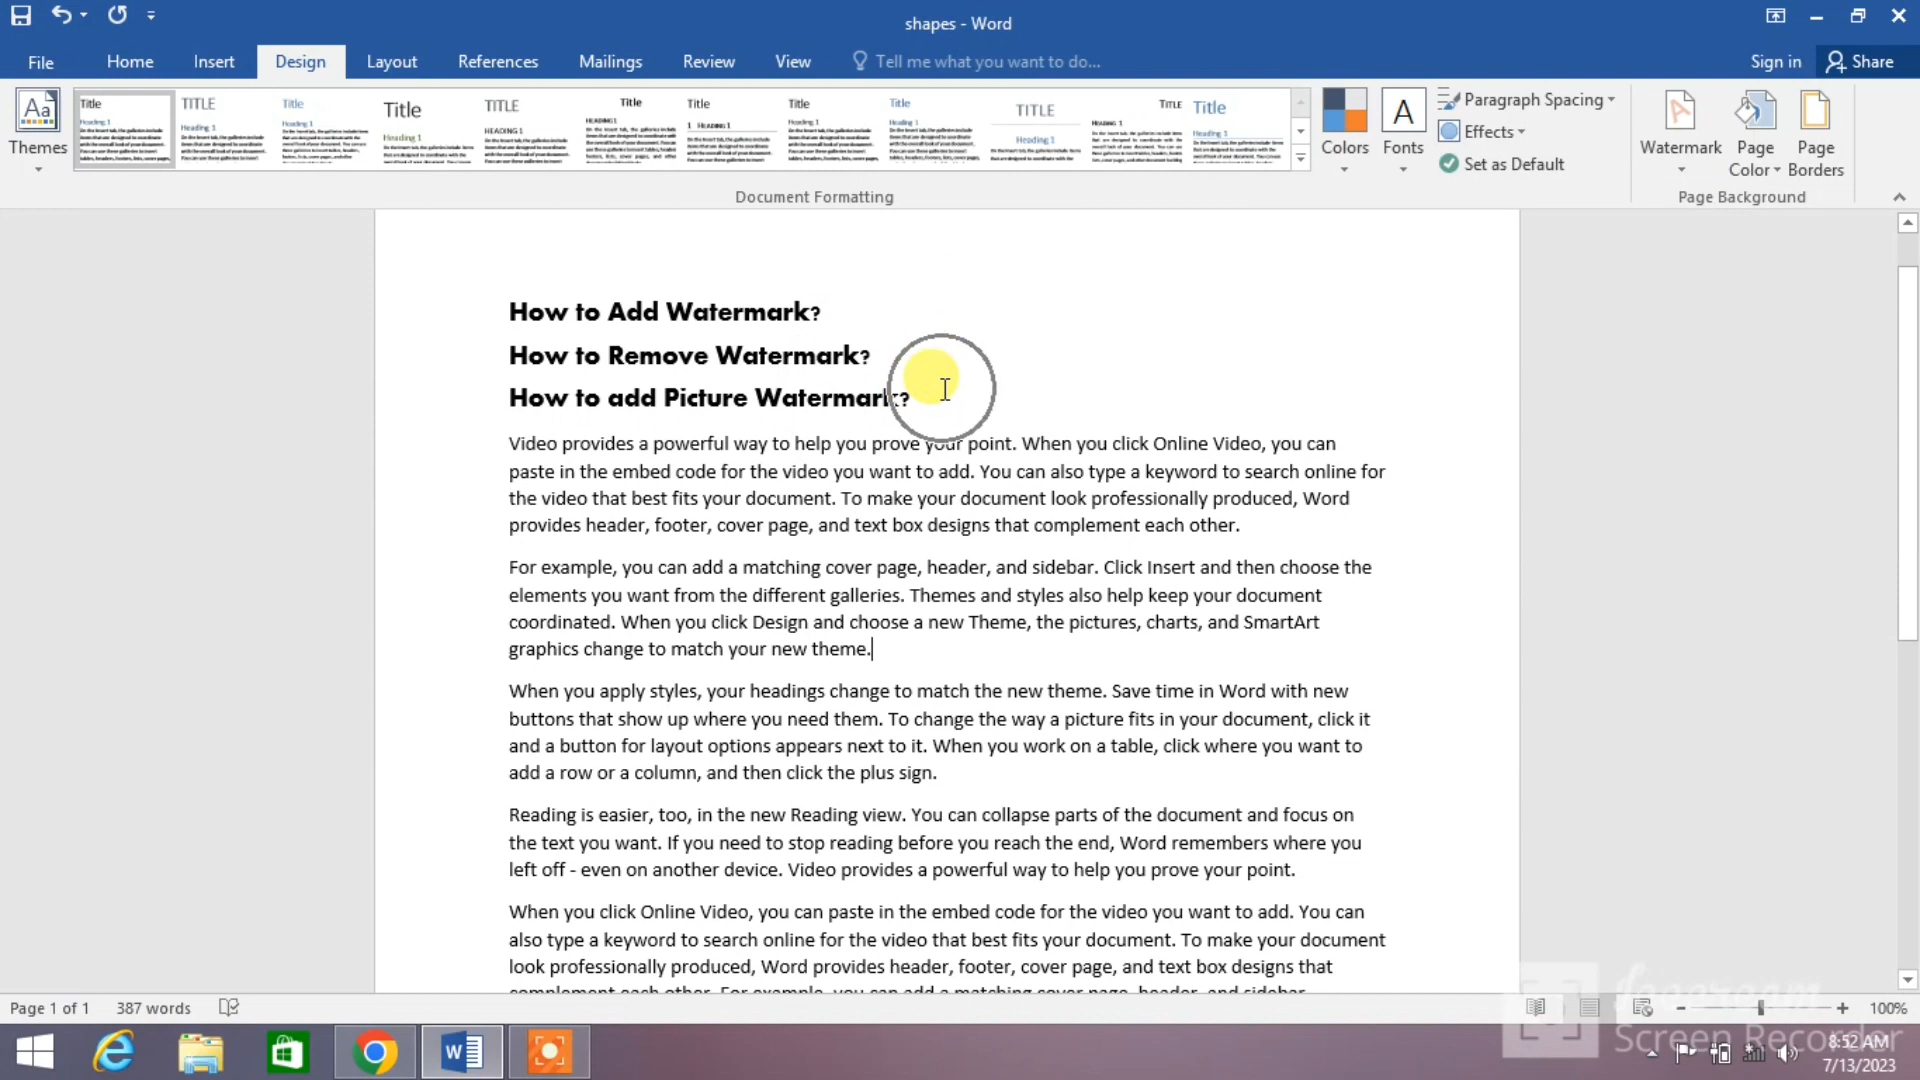 shapes - Word
File Home Insert Design Layout References Mailings Review View Tell me what you want to do... Sign in Share
Themes
Colors
Fonts
Paragraph Spacing
Effects
Set as Default
Watermark
Page Color
Page Borders
Document Formatting
Page Background
How to Add Watermark?
How to Remove Watermark?
How to add Picture Watermark?
Video provides a powerful way to help you prove your point. When you click Online Video, you can
paste in the embed code for the video you want to add. You can also type a keyword to search online for
the video that best fits your document. To make your document look professionally produced, Word
provides header, footer, cover page, and text box designs that complement each other.
For example, you can add a matching cover page, header, and sidebar. Click Insert and then choose the
elements you want from the different galleries. Themes and styles also help keep your document
coordinated. When you click Design and choose a new Theme, the pictures, charts, and SmartArt
graphics change to match your new theme.
When you apply styles, your headings change to match the new theme. Save time in Word with new
buttons that show up where you need them. To change the way a picture fits in your document, click it
and a button for layout options appears next to it. When you work on a table, click where you want to
add a row or a column, and then click the plus sign.
Reading is easier, too, in the new Reading view. You can collapse parts of the document and focus on
the text you want. If you need to stop reading before you reach the end, Word remembers where you
left off - even on another device. Video provides a powerful way to help you prove your point.
When you click Online Video, you can paste in the embed code for the video you want to add. You can
also type a keyword to search online for the video that best fits your document. To make your document
look professionally produced, Word provides header, footer, cover page, and text box designs that
complement each other. For example, you can add a matching cover page, header, and sidebar.
Page 1 of 1 387 words 100%
Screen Recorder
8:52 AM
7/13/2023